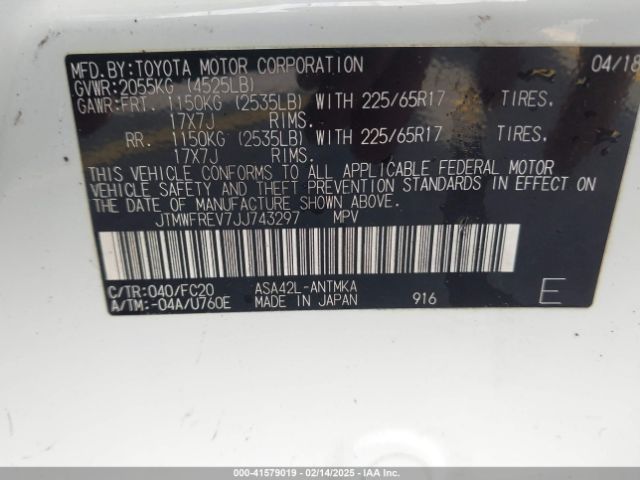 MFD.BY:TOYOTA MOTOR CORPORATION 04/18
GVWR:2055KG (4525LB)
GAWR:FRT. 1150KG (2535LB) WITH 225/65R17 TIRES.
17X7J RIMS.
RR. 1150KG (2535LB) WITH 225/65R17 TIRES.
17X7J RIMS.
THIS VEHICLE CONFORMS TO ALL APPLICABLE FEDERAL MOTOR
VEHICLE SAFETY AND THEFT PREVENTION STANDARDS IN EFFECT ON
THE DATE OF MANUFACTURE SHOWN ABOVE.
JTMWFREV7JJ743297 MPV
C/TR:040/FC20 ASA42L-ANTMKA
A/TM:-04A/U760E MADE IN JAPAN 916 E
000-41579019 - 02/14/2025 - IAA